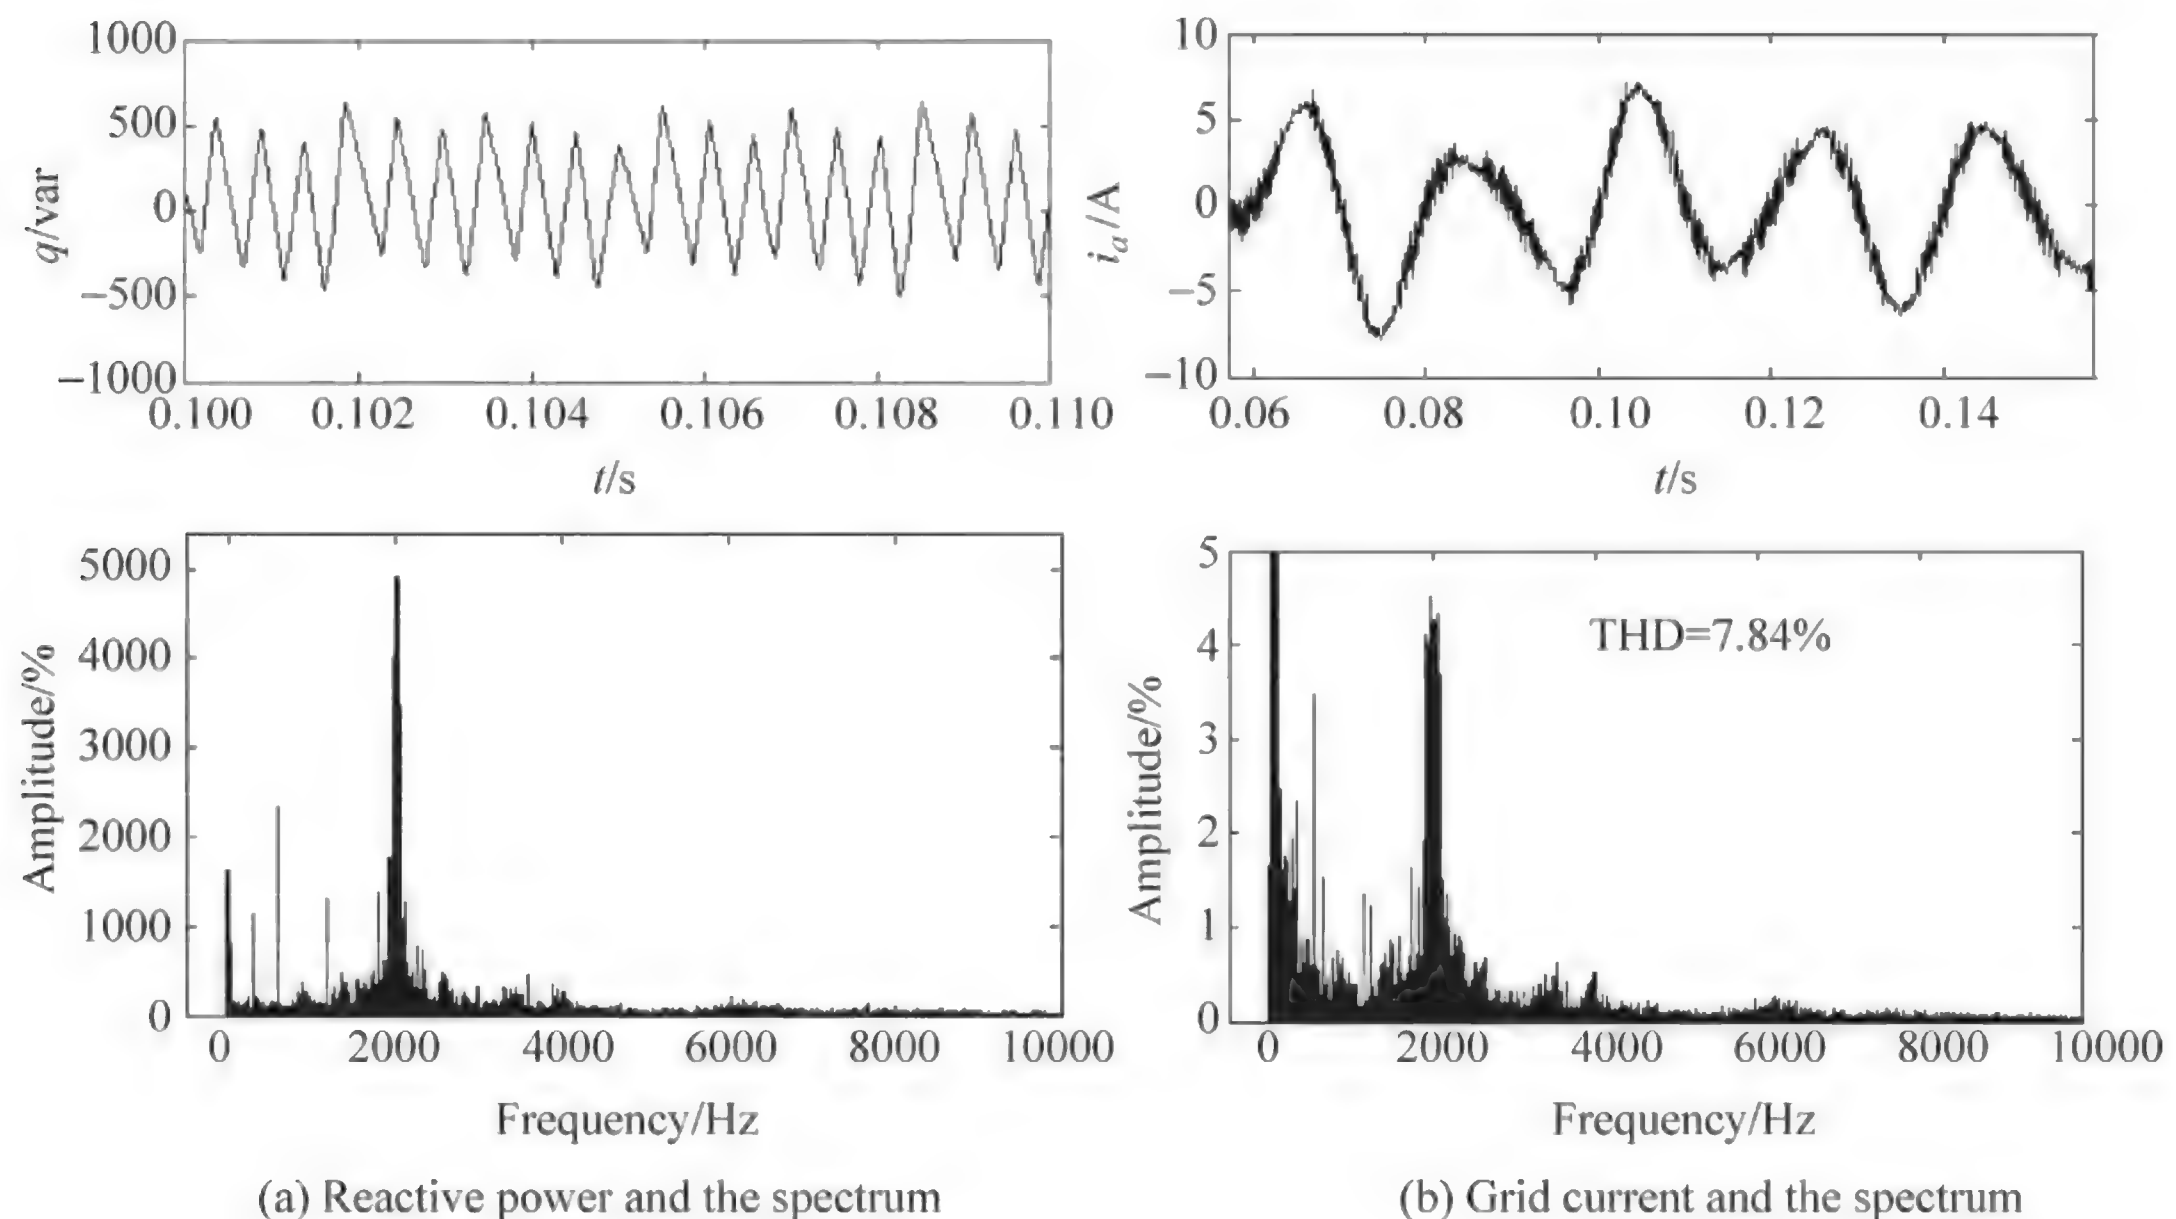 1000
500
0
−500
−1000
q/var
0.100 0.102 0.104 0.106 0.108 0.110
t/s
10
5
0
−5
−10
i_a/A
0.06 0.08 0.10 0.12 0.14
t/s
5000
4000
3000
2000
1000
0
Amplitude/%
0 2000 4000 6000 8000 10000
Frequency/Hz
(a) Reactive power and the spectrum
5
4
3
2
1
0
Amplitude/%
THD=7.84%
0 2000 4000 6000 8000 10000
Frequency/Hz
(b) Grid current and the spectrum